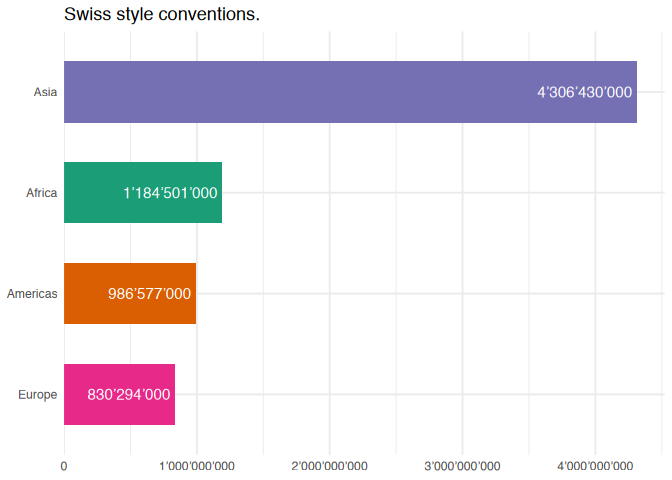 Swiss style conventions.
Asia
4’306’430’000
Africa
1’184’501’000
Americas
986’577’000
Europe
830’294’000
0 1’000’000’000 2’000’000’000 3’000’000’000 4’000’000’000